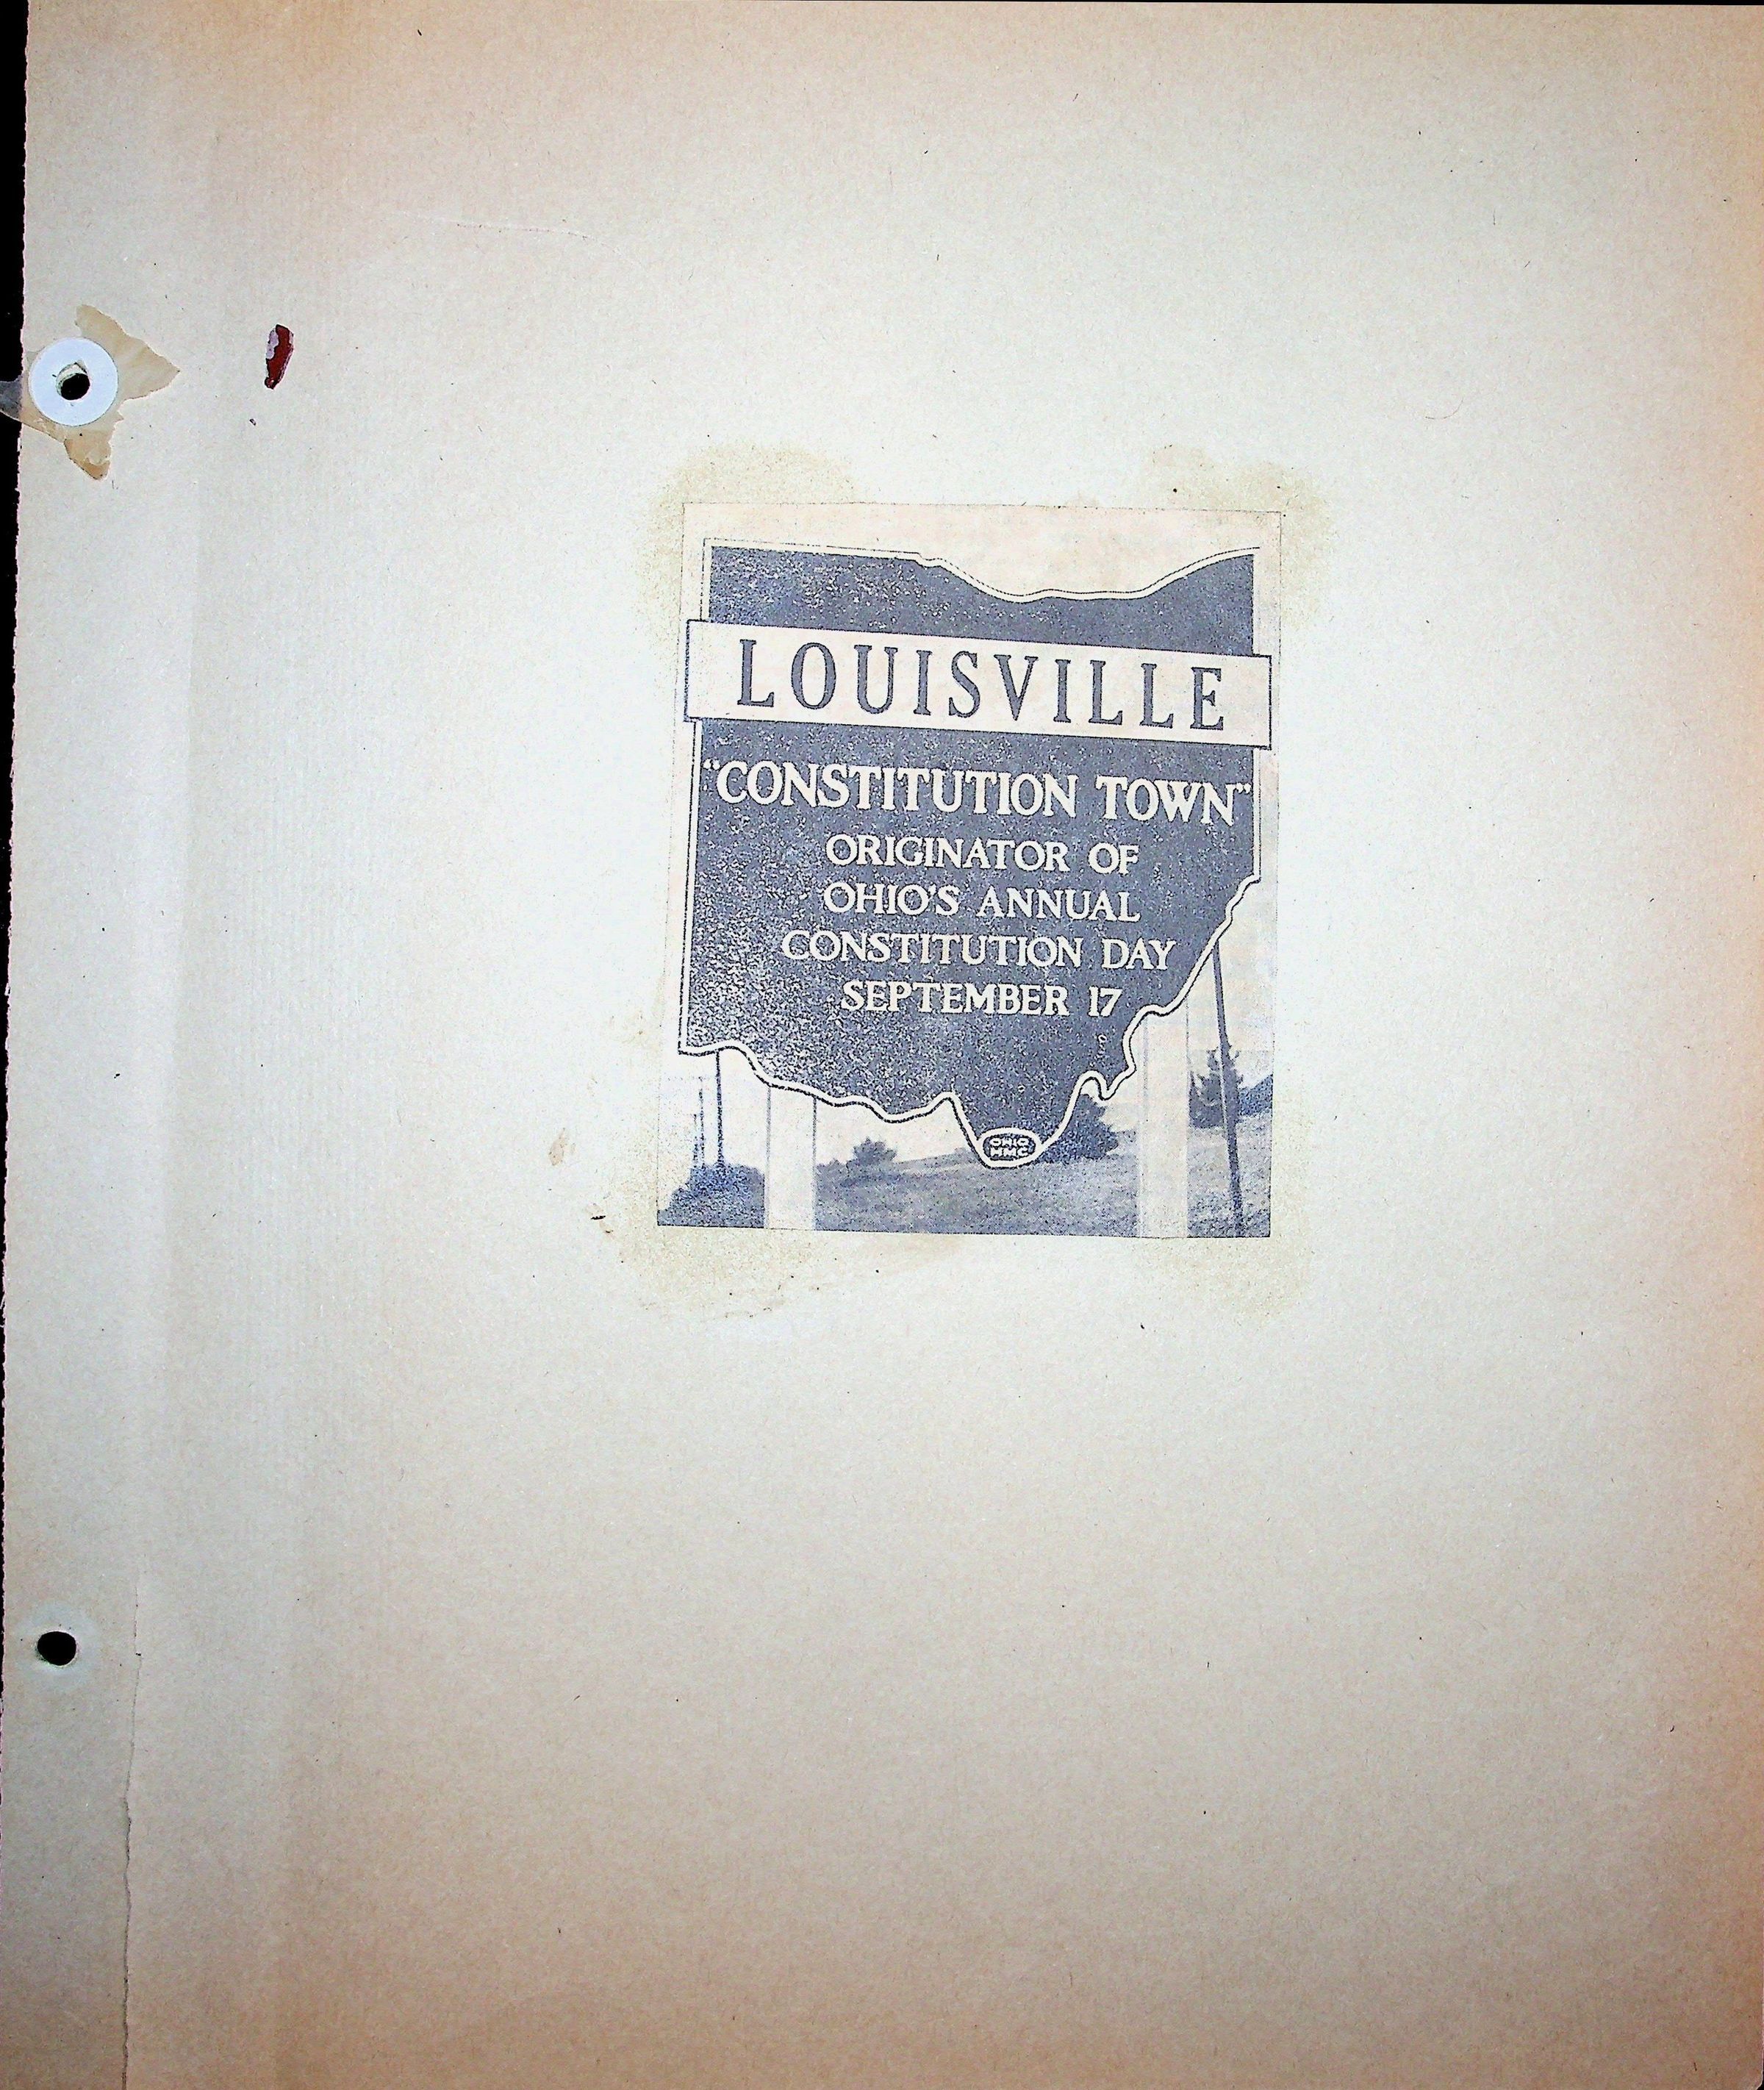 LOUISVILLE
"CONSTITUTION TOWN"
ORIGINATOR OF
OHIO'S ANNUAL
CONSTITUTION DAY
SEPTEMBER 17
OHIO
HMC